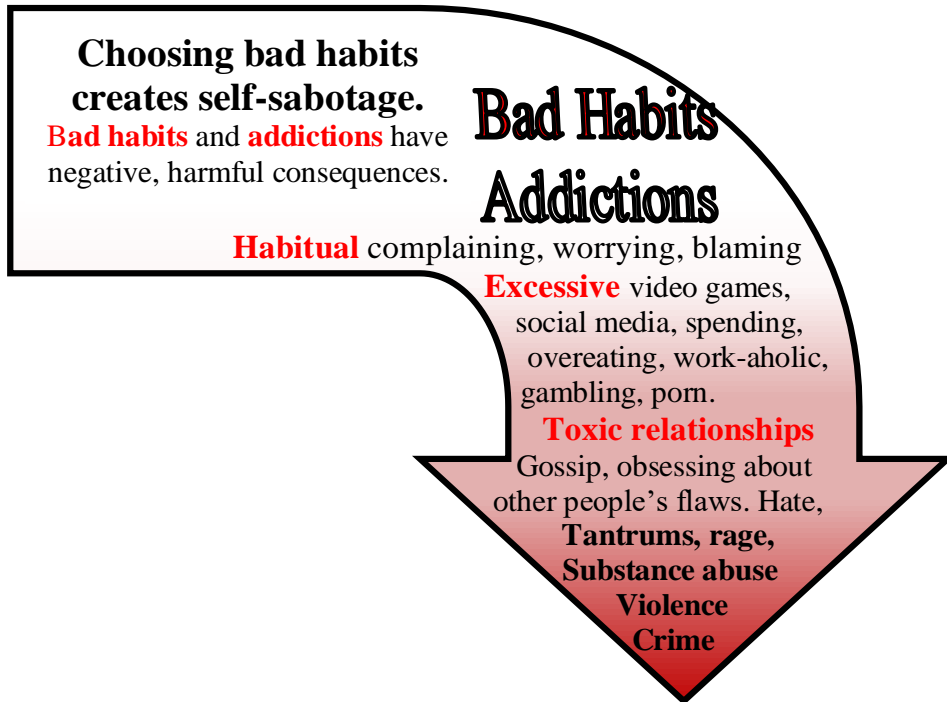 Choosing bad habits
creates self-sabotage.
Bad habits and addictions have
negative, harmful consequences.
Bad Habits
Addictions
Habitual complaining, worrying, blaming
Excessive video games,
social media, spending,
overeating, work-aholic,
gambling, porn.
Toxic relationships
Gossip, obsessing about
other people’s flaws. Hate,
Tantrums, rage,
Substance abuse
Violence
Crime